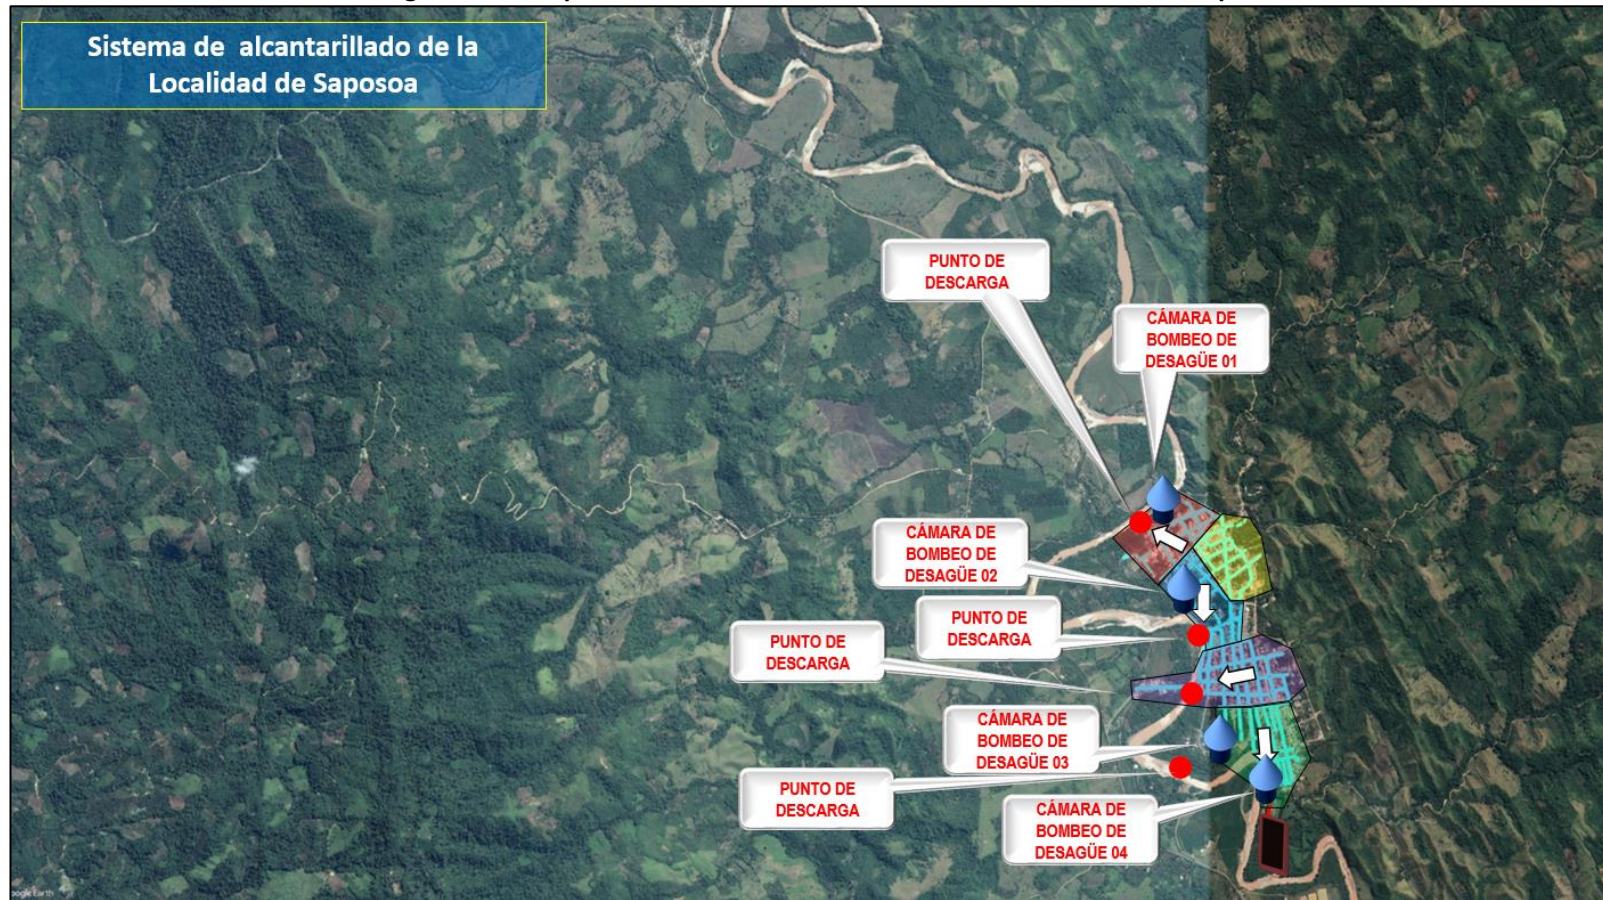 Sistema de alcantarillado de la
Localidad de Saposoa
PUNTO DE
DESCARGA
CÁMARA DE
BOMBEO DE
DESAGÜE 01
CÁMARA DE
BOMBEO DE
DESAGÜE 02
PUNTO DE
DESCARGA
PUNTO DE
DESCARGA
CÁMARA DE
BOMBEO DE
DESAGÜE 03
PUNTO DE
DESCARGA
CÁMARA DE
BOMBEO DE
DESAGÜE 04